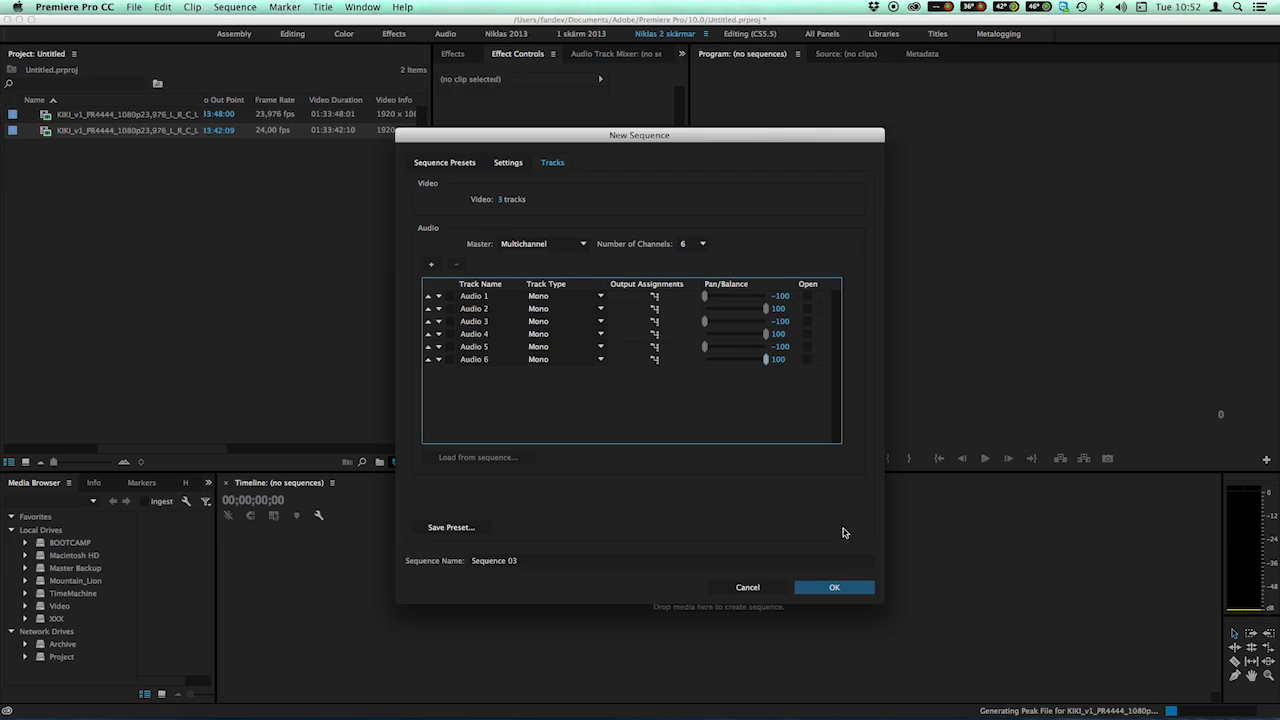 Premiere Pro CC File Edit Clip Sequence Marker Title Window Help Tue 10:52
/Users/fandev/Documents/Adobe/Premiere Pro/10.0/Untitled.prproj *
Assembly Editing Color Effects Audio Niklas 2013 1 skärm 2013 Niklas 2 skärmar Editing (CS5.5) All Panels Libraries Titles Metalogging
Project: Untitled
Effects Effect Controls Audio Track Mixer: (no se
Program: (no sequences) Source: (no clips) Metadata
Untitled.prproj 2 Items
(no clip selected)
Name o Out Point Frame Rate Video Duration Video Info
KIKI_v1_PR4444_1080p23,976_L_R_C_L 33:48:00 23,976 fps 01:33:48:01 1920 x 108
KIKI_v1_PR4444_1080p23,976_L_R_C_L 33:42:09 24,00 fps 01:33:42:10 1920
New Sequence
Sequence Presets Settings Tracks
Video
Video: 3 tracks
Audio
Master: Multichannel Number of Channels: 6
+ -
Track Name Track Type Output Assignments Pan/Balance Open
Audio 1 Mono -100
Audio 2 Mono 100
Audio 3 Mono -100
Audio 4 Mono 100
Audio 5 Mono -100
Audio 6 Mono 100
Load from sequence...
Save Preset...
Sequence Name: Sequence 03
Cancel OK
0
Media Browser Info Markers H
Ingest
Favorites
Local Drives
BOOTCAMP
Macintosh HD
Master Backup
Mountain_Lion
TimeMachine
Video
XXX
Network Drives
Archive
Project
Timeline: (no sequences)
00;00;00;00
Drop media here to create sequence.
0
-12
-24
-36
-48
dB
Generating Peak File for KIKI_v1_PR4444_1080p...